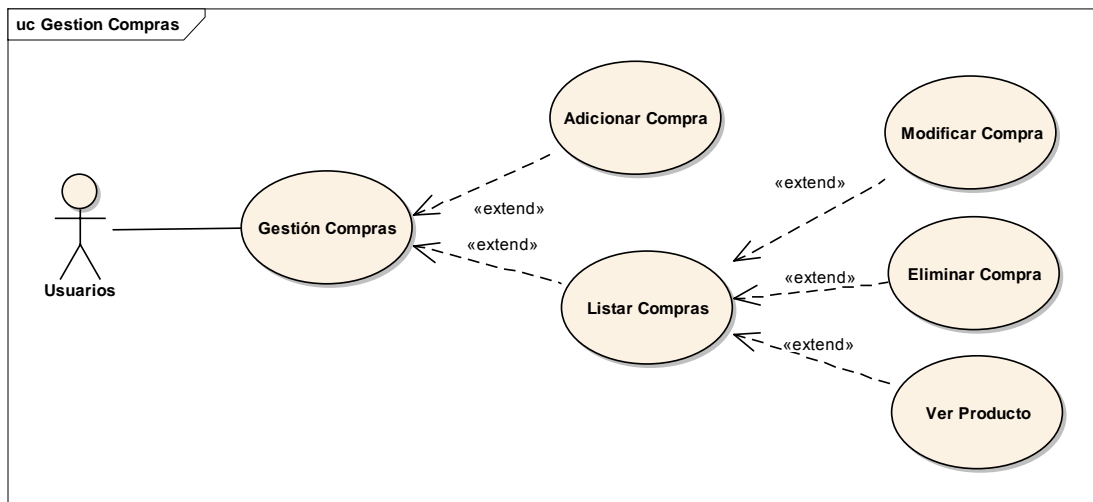 uc Gestion Compras
Adicionar Compra
Modificar Compra
«extend»
«extend»
Gestión Compras
«extend»
Eliminar Compra
«extend»
Usuarios
Listar Compras
«extend»
Ver Producto